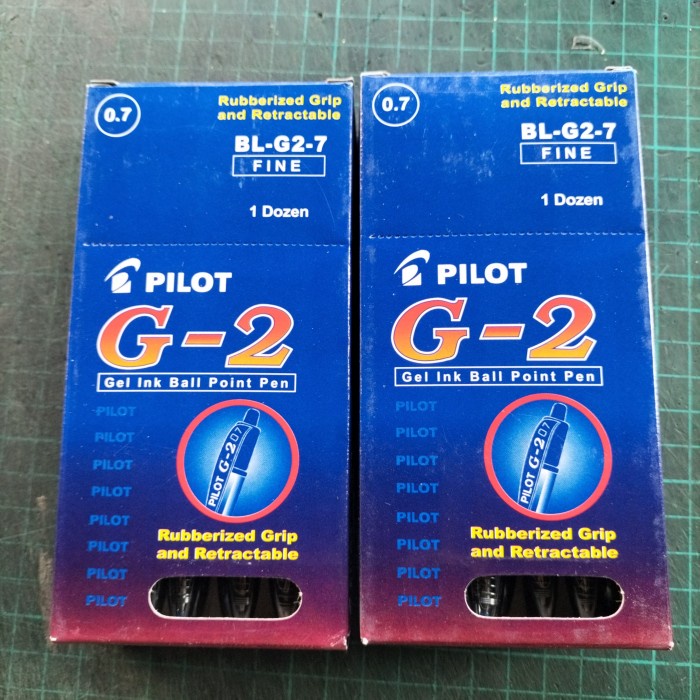 0.7
Rubberized Grip
and Retractable
BL-G2-7
FINE
1 Dozen
PILOT
G-2
Gel Ink Ball Point Pen
PILOT
PILOT
PILOT
PILOT
PILOT
PILOT
PILOT
PILOT
PILOT G-2 07
Rubberized Grip
and Retractable
0.7
Rubberized Grip
and Retractable
BL-G2-7
FINE
1 Dozen
PILOT
G-2
Gel Ink Ball Point Pen
PILOT
PILOT
PILOT
PILOT
PILOT
PILOT
PILOT
PILOT
PILOT G-2 07
Rubberized Grip
and Retractable